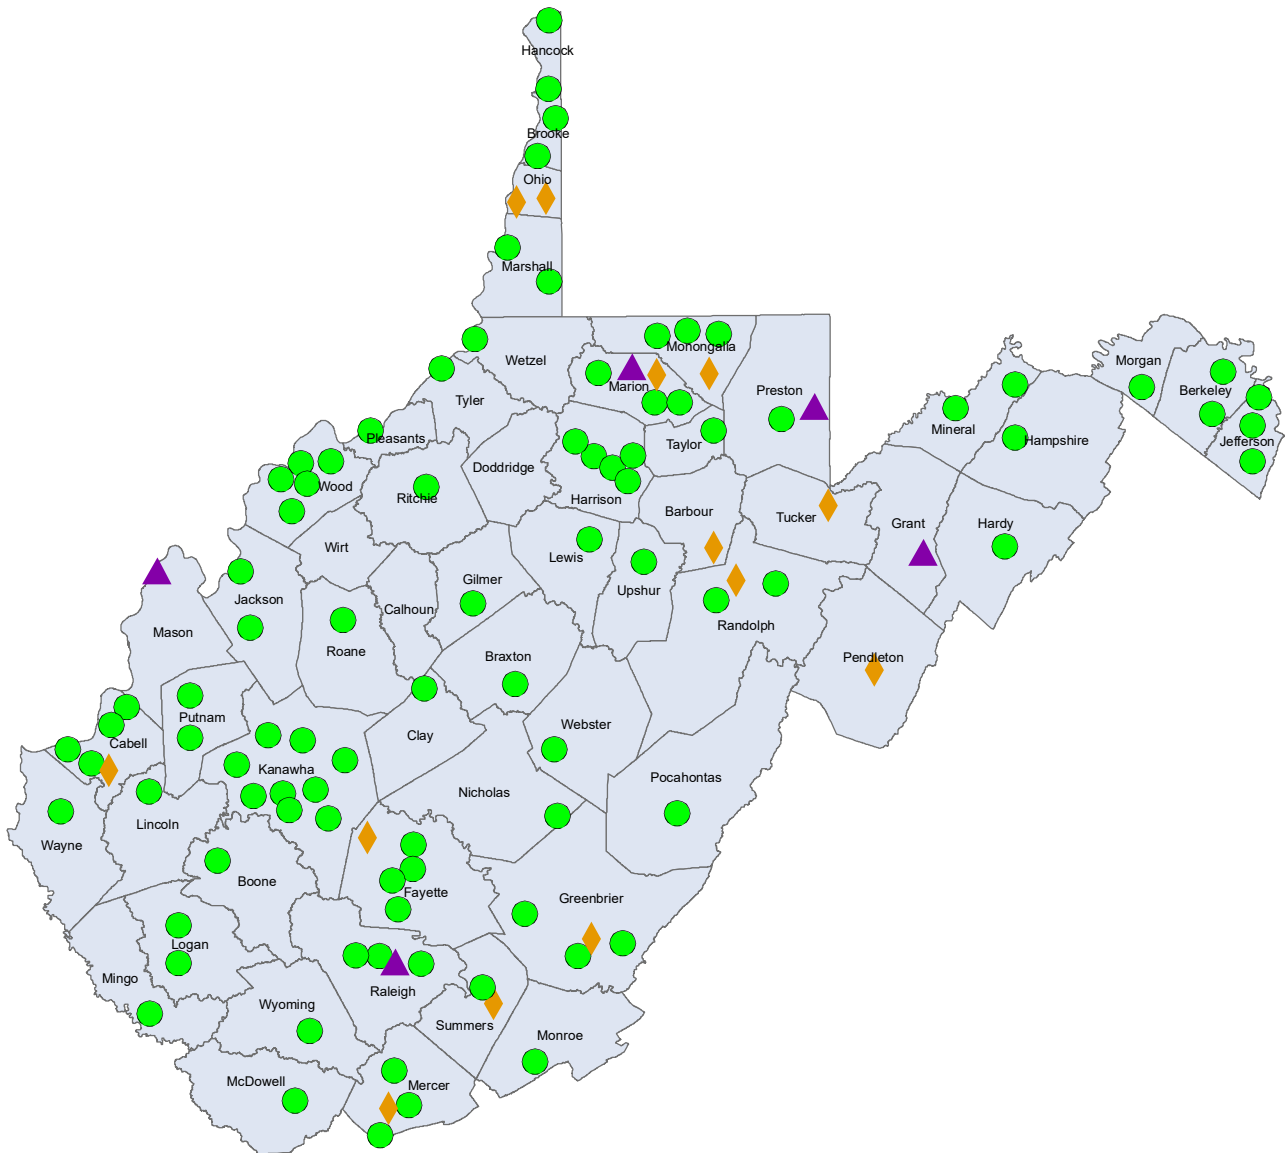 Hancock
Brooke
Ohio
Marshall
Wetzel
Monongalia
Marion
Preston
Morgan
Berkeley
Tyler
Pleasants
Mineral
Hampshire
Jefferson
Taylor
Doddridge
Wood
Ritchie
Harrison
Barbour
Tucker
Grant
Hardy
Wirt
Lewis
Gilmer
Upshur
Jackson
Calhoun
Randolph
Mason
Roane
Braxton
Pendleton
Putnam
Webster
Clay
Cabell
Kanawha
Pocahontas
Nicholas
Lincoln
Wayne
Boone
Fayette
Greenbrier
Logan
Mingo
Raleigh
Wyoming
Summers
Monroe
McDowell
Mercer